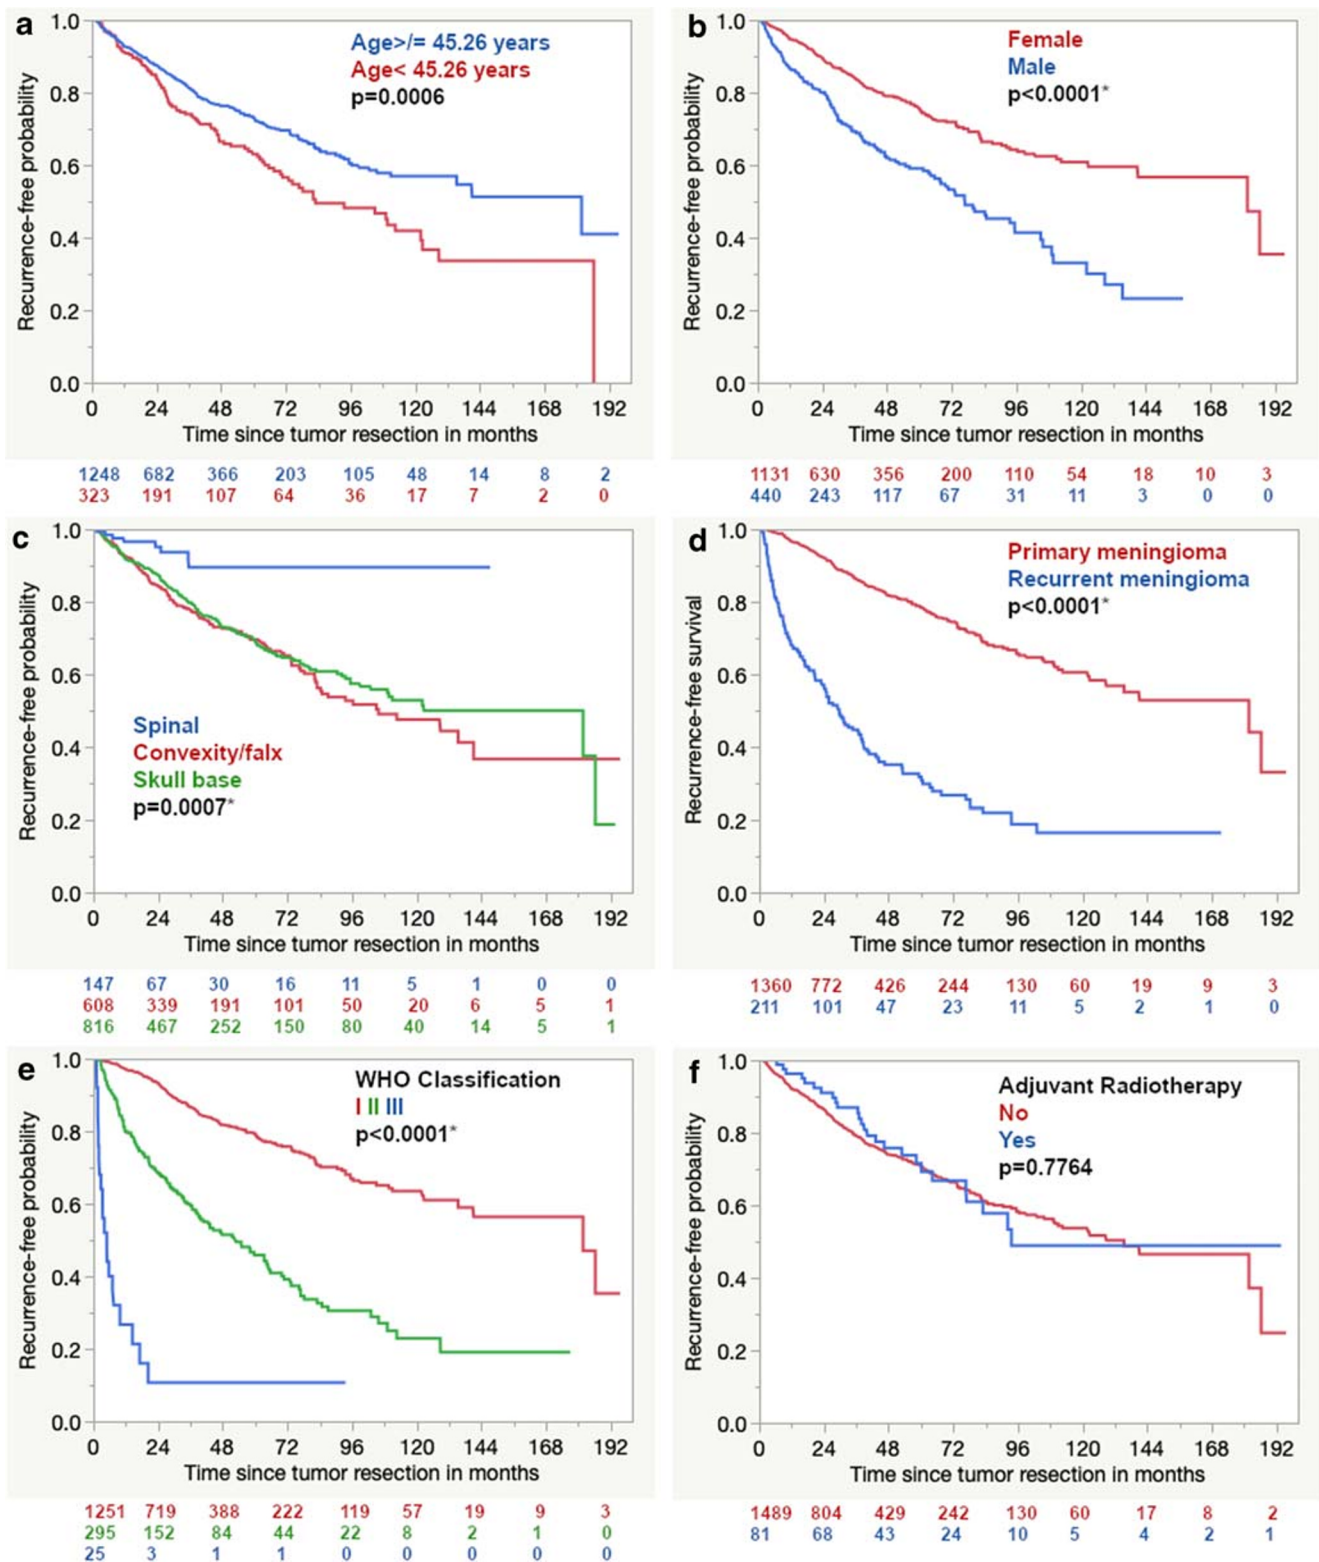 a
Age>/= 45.26 years
Age< 45.26 years
p=0.0006
Recurrence-free probability
1.0
0.8
0.6
0.4
0.2
0.0
0 24 48 72 96 120 144 168 192
Time since tumor resection in months
1248 682 366 203 105 48 14 8 2
323 191 107 64 36 17 7 2 0
b
Female
Male
p<0.0001*
Recurrence-free probability
1.0
0.8
0.6
0.4
0.2
0.0
0 24 48 72 96 120 144 168 192
Time since tumor resection in months
1131 630 356 200 110 54 18 10 3
440 243 117 67 31 11 3 0 0
c
Spinal
Convexity/falx
Skull base
p=0.0007*
Recurrence-free probability
1.0
0.8
0.6
0.4
0.2
0.0
0 24 48 72 96 120 144 168 192
Time since tumor resection in months
147 67 30 16 11 5 1 0 0
608 339 191 101 50 20 6 5 1
816 467 252 150 80 40 14 5 1
d
Primary meningioma
Recurrent meningioma
p<0.0001*
Recurrence-free survival
1.0
0.8
0.6
0.4
0.2
0.0
0 24 48 72 96 120 144 168 192
Time since tumor resection in months
1360 772 426 244 130 60 19 9 3
211 101 47 23 11 5 2 1 0
e
WHO Classification
I II III
p<0.0001*
Recurrence-free probability
1.0
0.8
0.6
0.4
0.2
0.0
0 24 48 72 96 120 144 168 192
Time since tumor resection in months
1251 719 388 222 119 57 19 9 3
295 152 84 44 22 8 2 1 0
25 3 1 1 0 0 0 0 0
f
Adjuvant Radiotherapy
No
Yes
p=0.7764
Recurrence-free probability
1.0
0.8
0.6
0.4
0.2
0.0
0 24 48 72 96 120 144 168 192
Time since tumor resection in months
1489 804 429 242 130 60 17 8 2
81 68 43 24 10 5 4 2 1